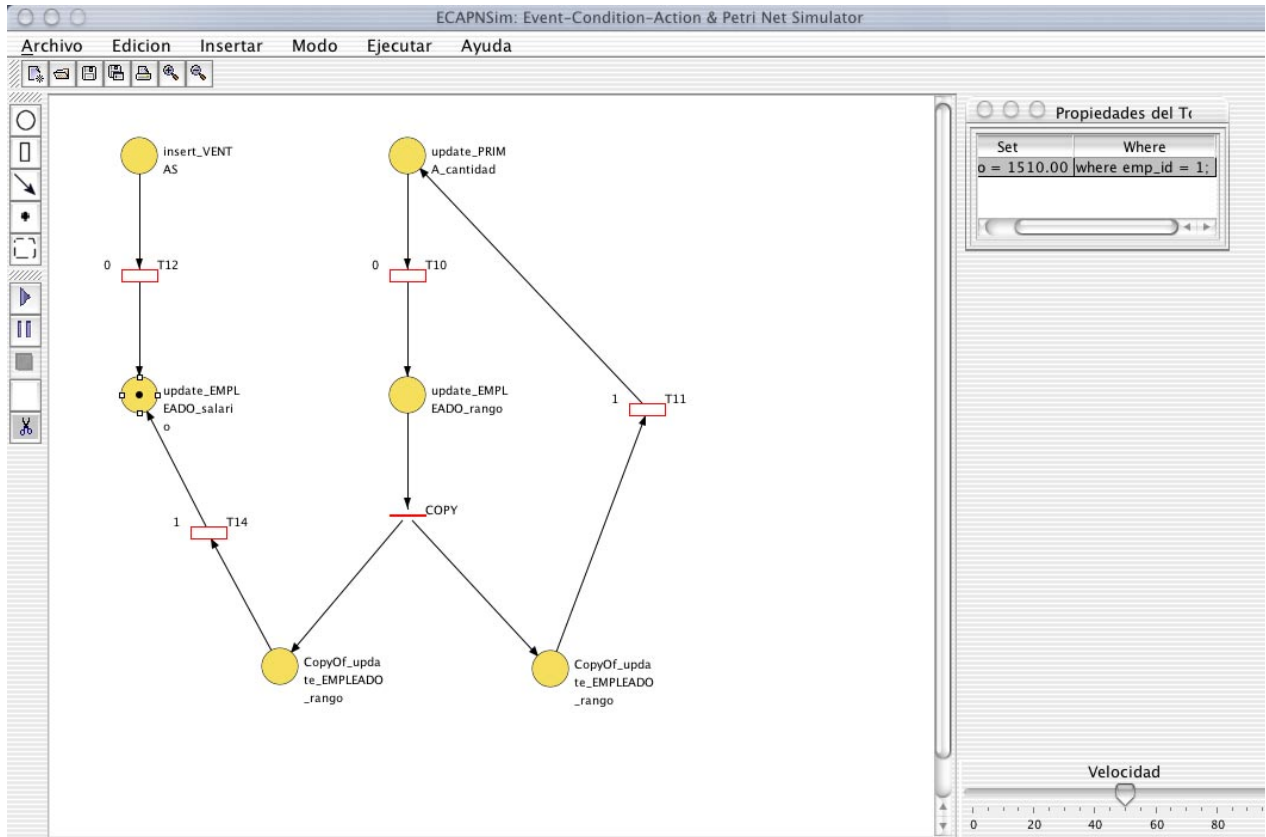 ECAPNSim: Event-Condition-Action & Petri Net Simulator
Archivo Edicion Insertar Modo Ejecutar Ayuda
insert_VENT
AS
update_PRIM
A_cantidad
0 T12
0 T10
update_EMPL
EADO_salari
o
update_EMPL
EADO_rango
1 T11
COPY
1 T14
CopyOf_upda
te_EMPLEADO
_rango
CopyOf_upda
te_EMPLEADO
_rango
Propiedades del To
Set Where
o = 1510.00 where emp_id = 1;
Velocidad
0 20 40 60 80